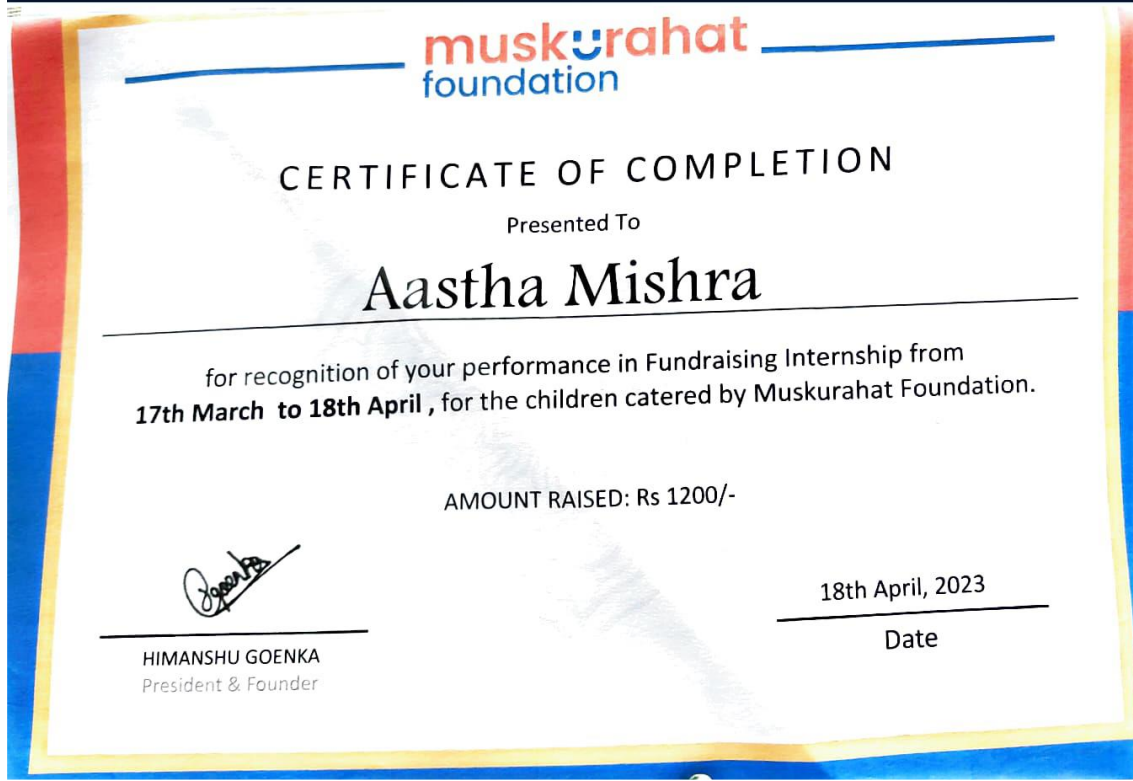 muskurahat
foundation
CERTIFICATE OF COMPLETION
Presented To
Aastha Mishra
for recognition of your performance in Fundraising Internship from
17th March to 18th April , for the children catered by Muskurahat Foundation.
AMOUNT RAISED: Rs 1200/-
Goenka
18th April, 2023
Date
HIMANSHU GOENKA
President & Founder